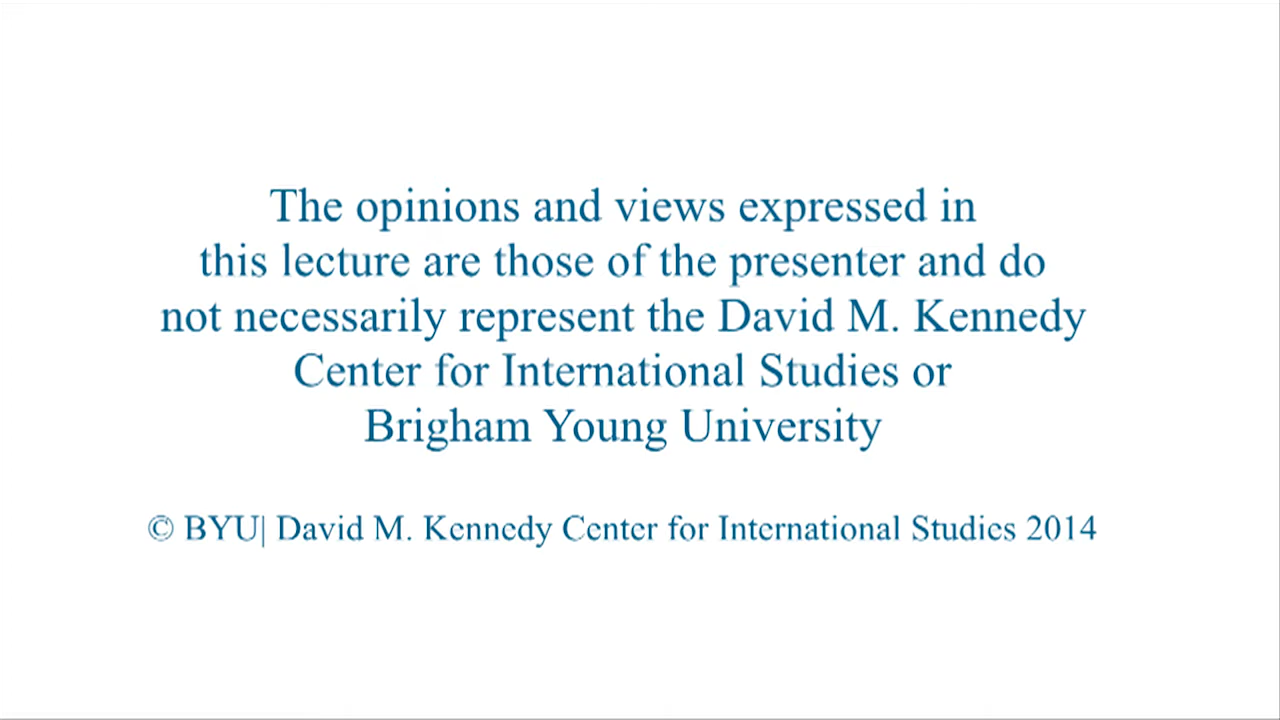 The opinions and views expressed in
this lecture are those of the presenter and do
not necessarily represent the David M. Kennedy
Center for International Studies or
Brigham Young University
© BYU| David M. Kennedy Center for International Studies 2014